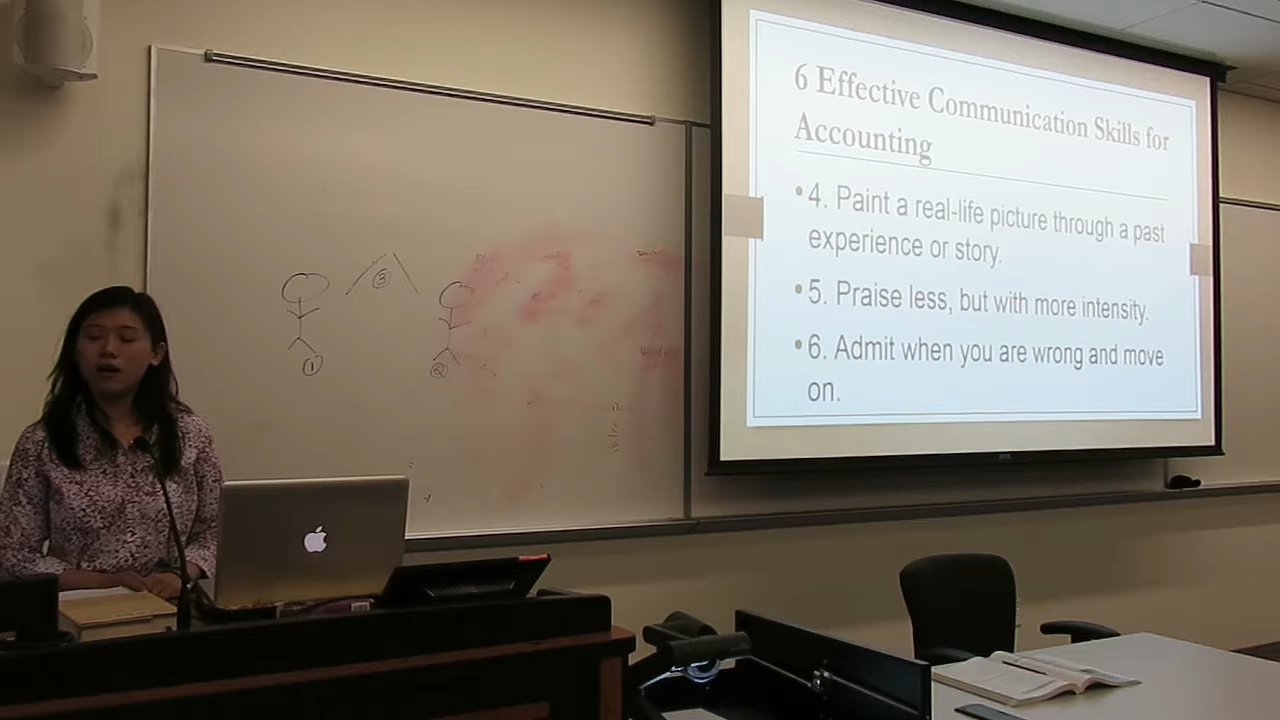 6 Effective Communication Skills for
Accounting
• 4. Paint a real-life picture through a past
experience or story.
• 5. Praise less, but with more intensity.
• 6. Admit when you are wrong and move
on.
3
1
2